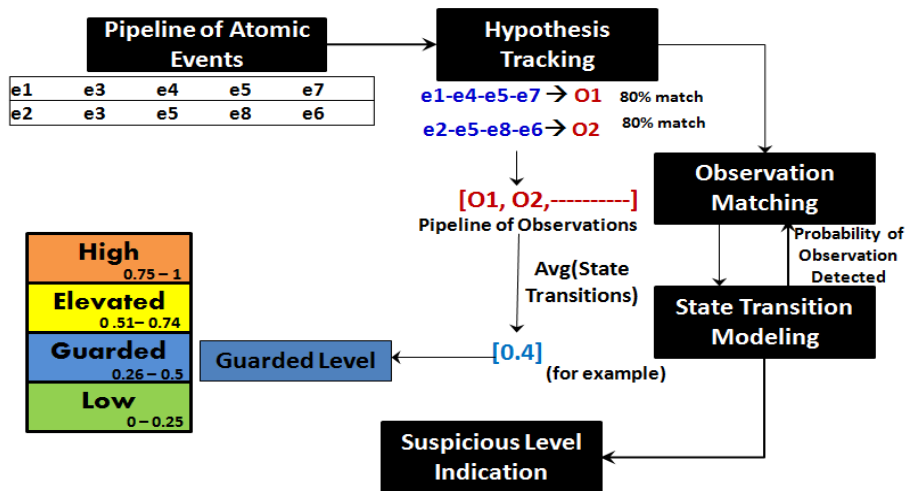 Pipeline of Atomic
Events
e1 e3 e4 e5 e7
e2 e3 e5 e8 e6
Hypothesis
Tracking
e1-e4-e5-e7→ O1 80% match
e2-e5-e8-e6→ O2 80% match
[O1, O2,----------]
Pipeline of Observations
Avg(State
Transitions)
[0.4]
(for example)
Guarded Level
High
0.75 – 1
Elevated
0 .51– 0.74
Guarded
0.26 – 0.5
Low
0 – 0.25
Observation
Matching
Probability of
Observation
Detected
State Transition
Modeling
Suspicious Level
Indication